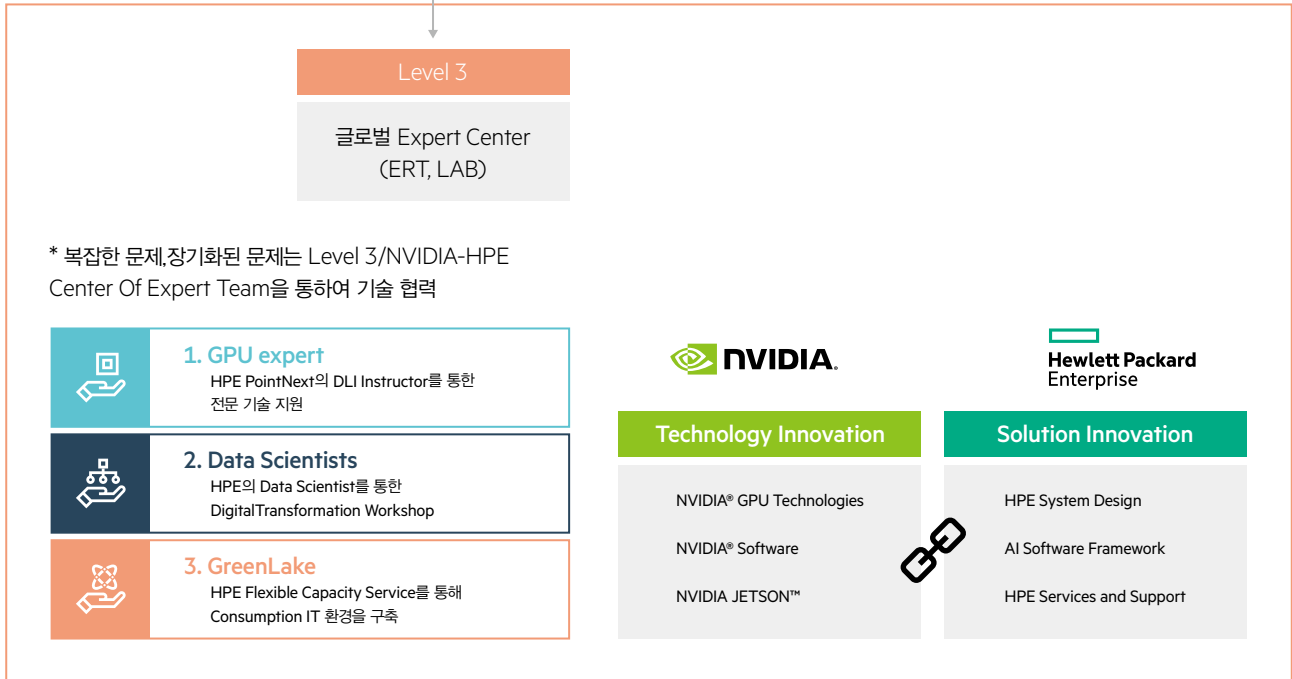 Level 3
글로벌 Expert Center
(ERT, LAB)
* 복잡한 문제,장기화된 문제는 Level 3/NVIDIA-HPE
Center Of Expert Team을 통하여 기술 협력
1. GPU expert
HPE PointNext의 DLI Instructor를 통한
전문 기술 지원
2. Data Scientists
HPE의 Data Scientist를 통한
DigitalTransformation Workshop
3. GreenLake
HPE Flexible Capacity Service를 통해
Consumption IT 환경을 구축
NVIDIA.
Technology Innovation
NVIDIA® GPU Technologies
NVIDIA® Software
NVIDIA JETSON™
Hewlett Packard
Enterprise
Solution Innovation
HPE System Design
AI Software Framework
HPE Services and Support